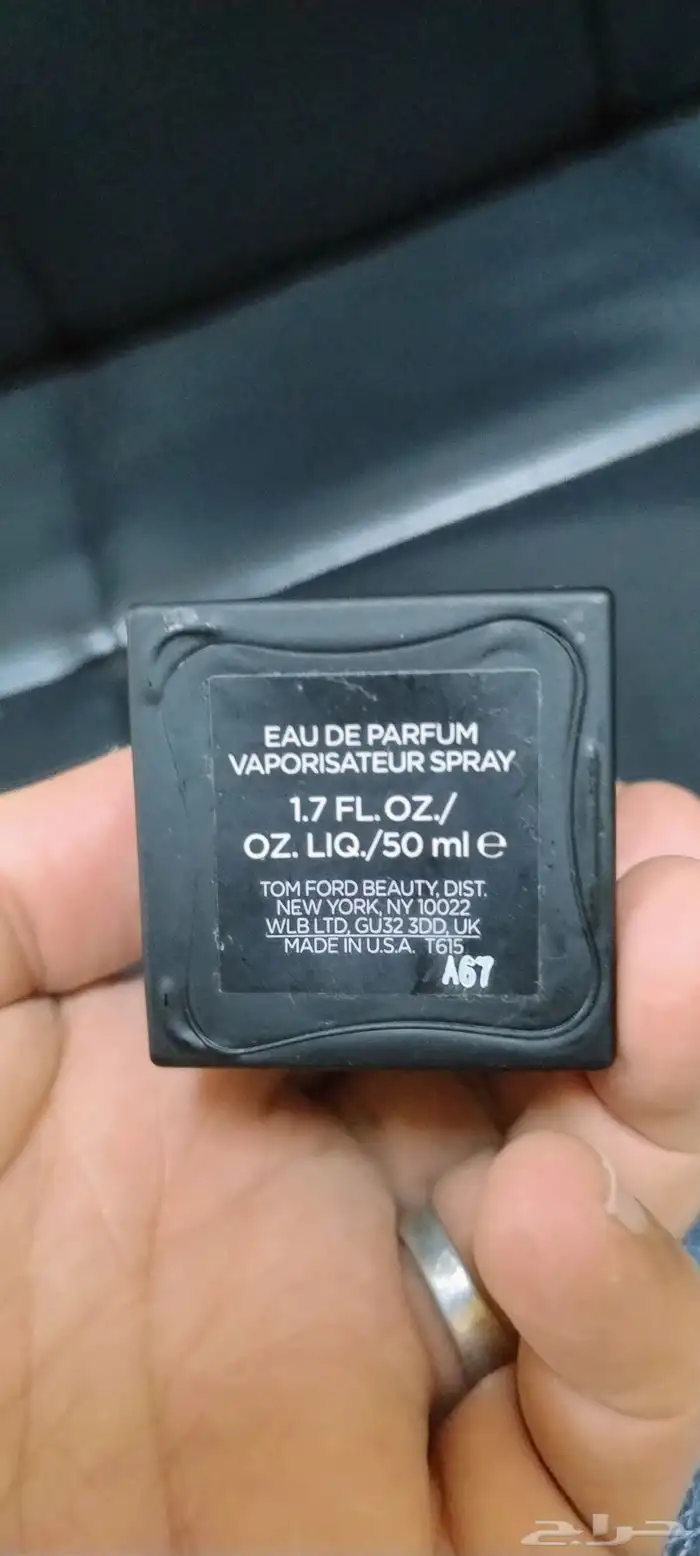 EAU DE PARFUM
VAPORISATEUR SPRAY
1.7 FL. OZ./
OZ. LIQ./50 ml ℮
TOM FORD BEAUTY, DIST.
NEW YORK, NY 10022
WLB LTD, GU32 3DD, UK
MADE IN U.S.A. T615
A67
حراج